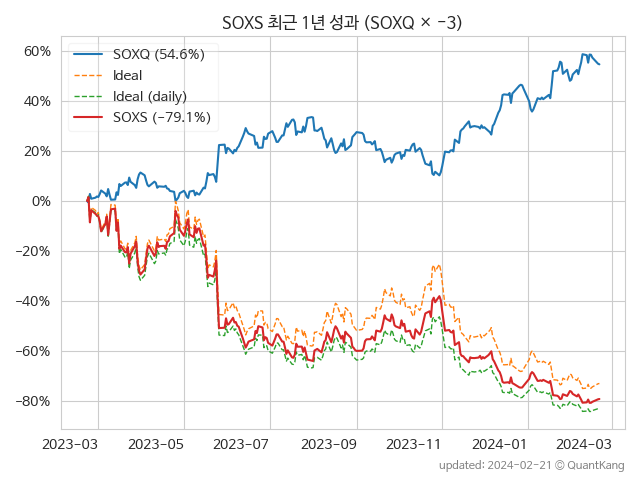 SOXS 최근 1년 성과 (SOXQ × −3)
SOXQ (54.6%)
Ideal
Ideal (daily)
SOXS (−79.1%)
60%
40%
20%
0%
−20%
−40%
−60%
−80%
2023−03 2023−05 2023−07 2023−09 2023−11 2024−01 2024−03
updated: 2024−02−21 © QuantKang